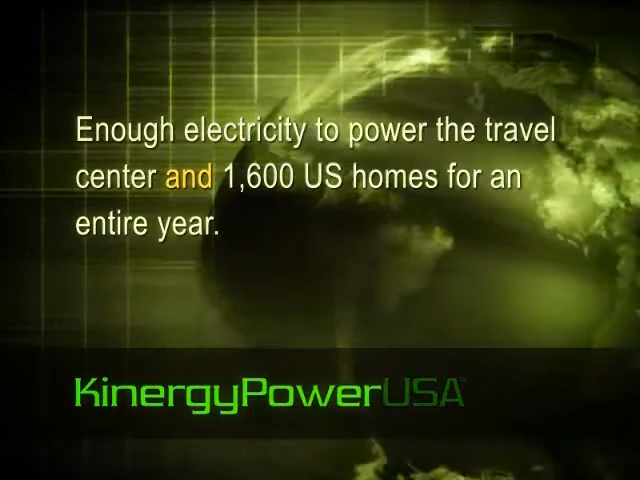 Enough electricity to power the travel
center and 1,600 US homes for an
entire year.
KinergyPowerUSA